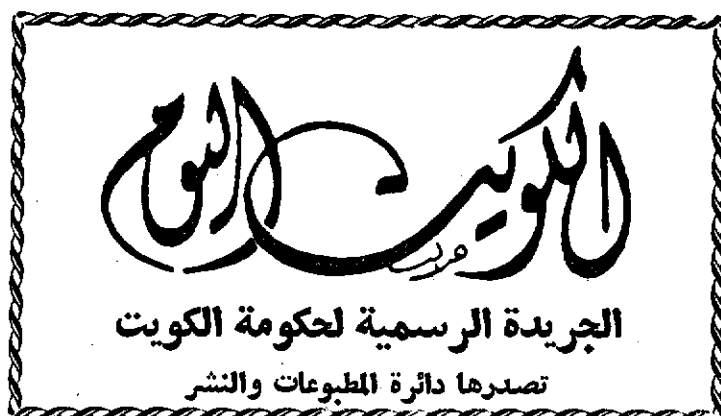 الكويت اليوم
الجريدة الرسمية لحكومة الكويت
تصدرها دائرة المطبوعات والنشر